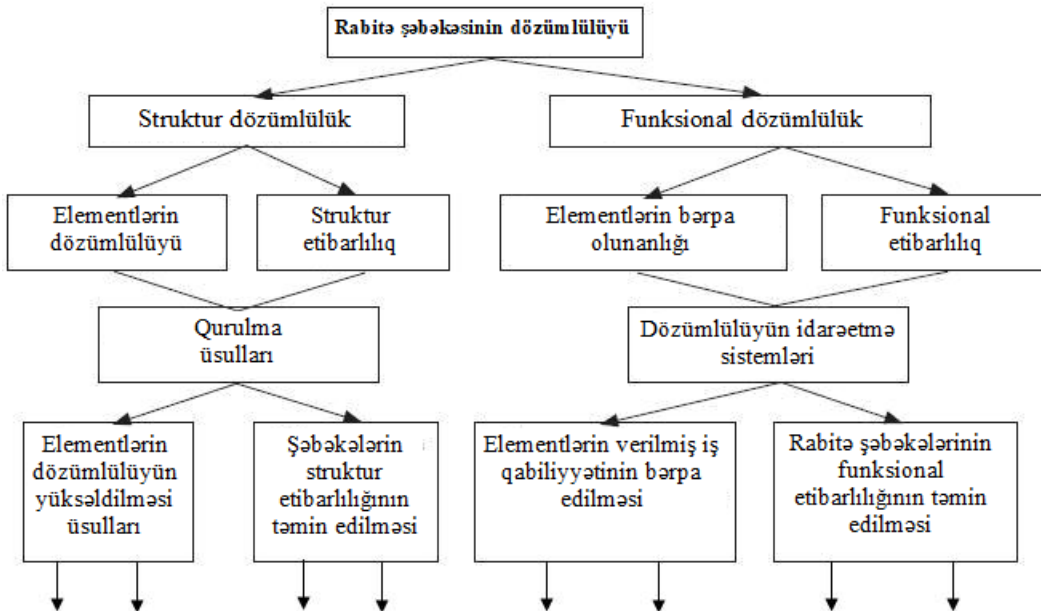 Rabitə şəbəkəsinin dözümlülüyü
Struktur dözümlülük
Funksional dözümlülük
Elementlərin
dözümlülüyü
Struktur
etibarlılıq
Elementlərin bərpa
olunanlığı
Funksional
etibarlılıq
Qurulma
üsulları
Dözümlülüyün idarəetmə
sistemləri
Elementlərin
dözümlülüyün
yüksəldilməsi
üsulları
Şəbəkələrin
struktur
etibarlılığının
təmin edilməsi
Elementlərin verilmiş iş
qabiliyyətinin bərpa
edilməsi
Rabitə şəbəkələrinin
funksional
etibarlılığının təmin
edilməsi